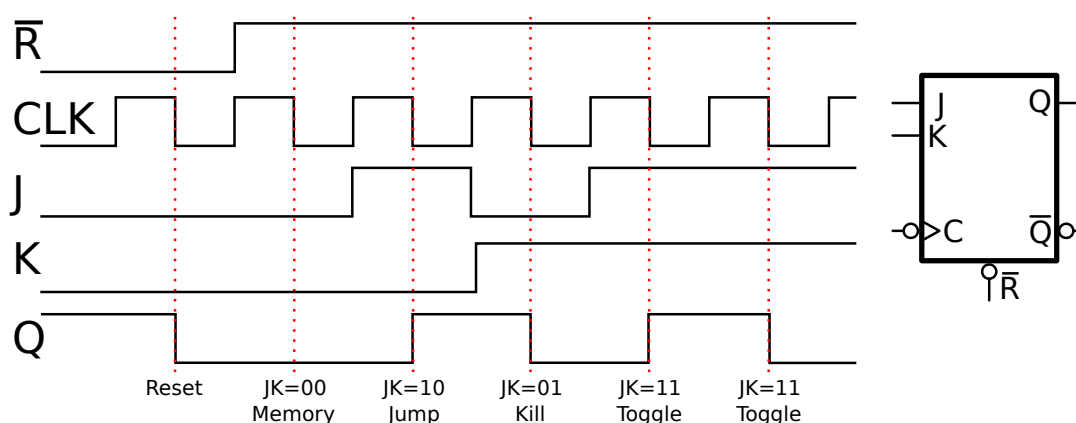 R̅
CLK
J
K
Q
Reset
JK=00
Memory
JK=10
Jump
JK=01
Kill
JK=11
Toggle
JK=11
Toggle
J
Q
K
C
Q̅
R̅